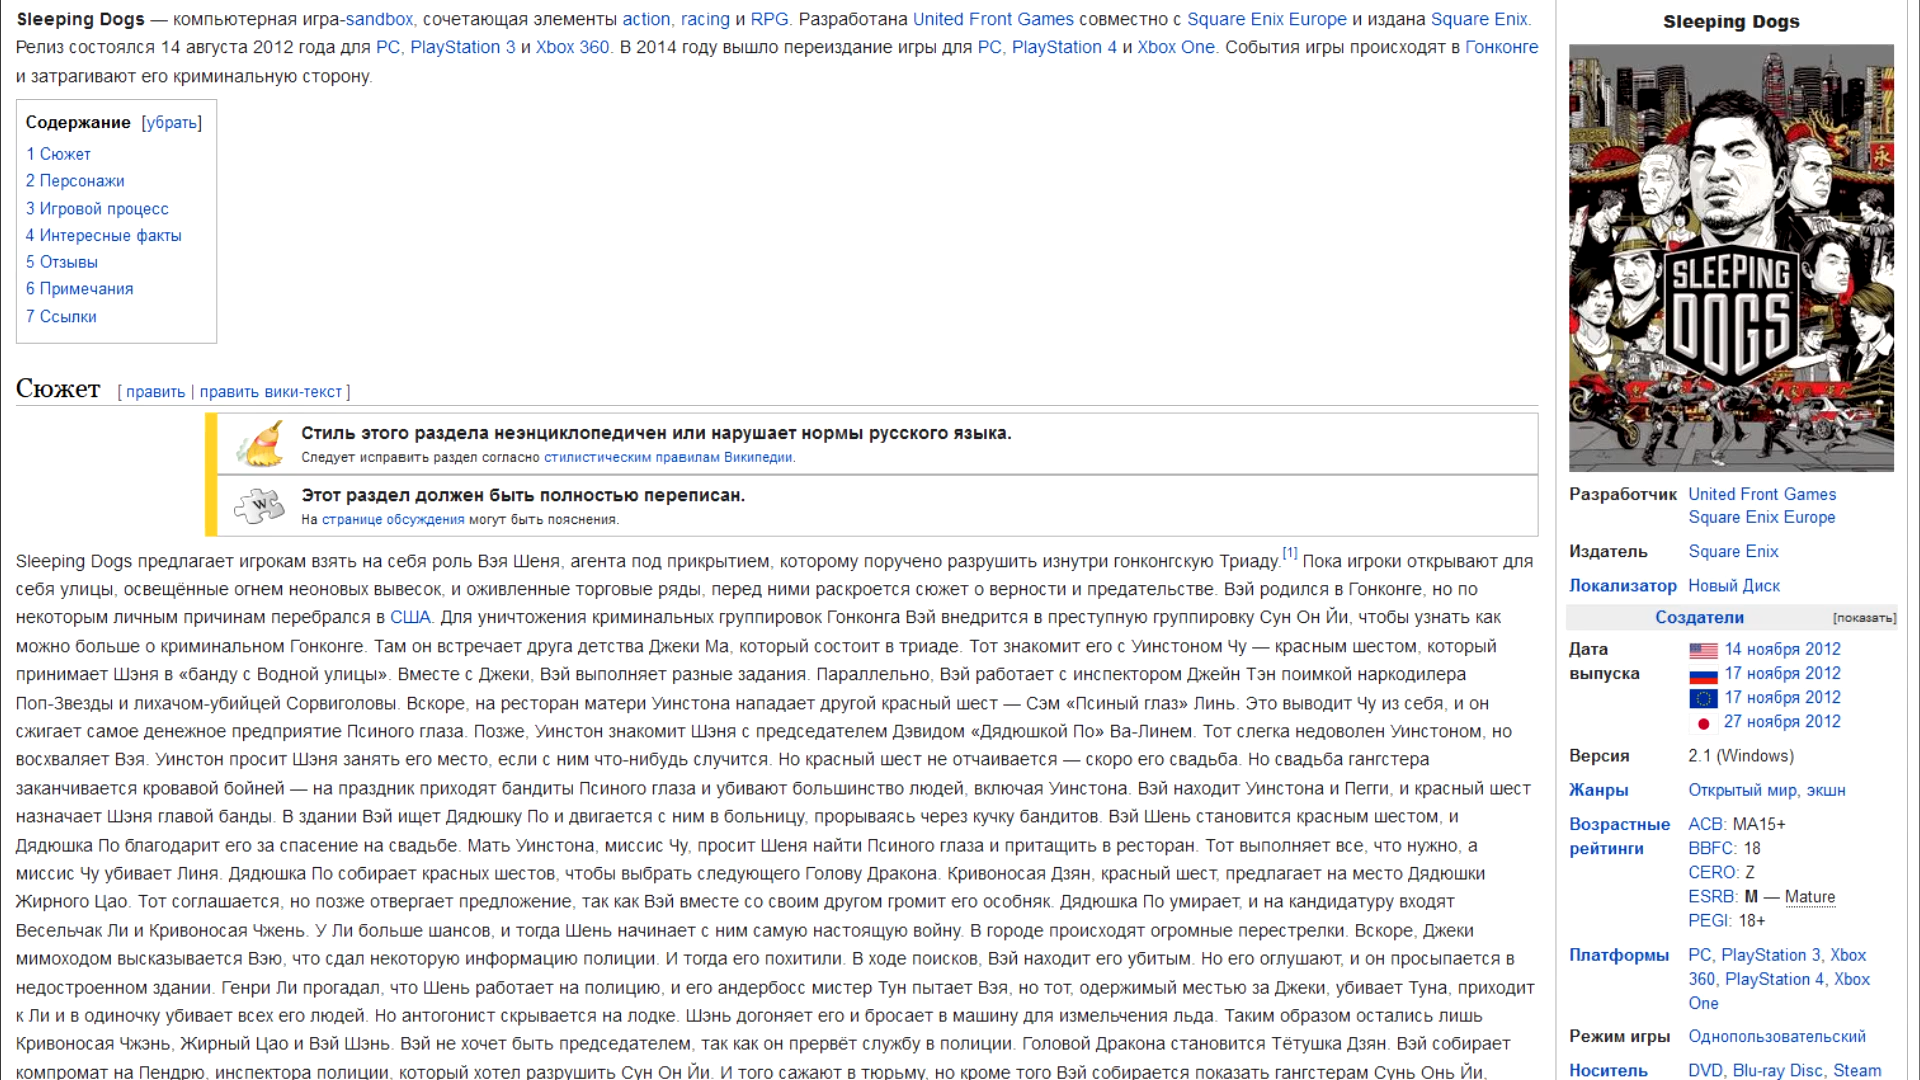 Sleeping Dogs — компьютерная игра-sandbox, сочетающая элементы action, racing и RPG. Разработана United Front Games совместно с Square Enix Europe и издана Square Enix.
Релиз состоялся 14 августа 2012 года для PC, PlayStation 3 и Xbox 360. В 2014 году вышло переиздание игры для PC, PlayStation 4 и Xbox One. События игры происходят в Гонконге
и затрагивают его криминальную сторону.
Содержание [убрать]
1 Сюжет
2 Персонажи
3 Игровой процесс
4 Интересные факты
5 Отзывы
6 Примечания
7 Ссылки
Сюжет [ править | править вики-текст ]
Стиль этого раздела неэнциклопедичен или нарушает нормы русского языка.
Следует исправить раздел согласно стилистическим правилам Википедии.
Этот раздел должен быть полностью переписан.
На странице обсуждения могут быть пояснения.
Sleeping Dogs предлагает игрокам взять на себя роль Вэя Шеня, агента под прикрытием, которому поручено разрушить изнутри гонконгскую Триаду.[1] Пока игроки открывают для
себя улицы, освещённые огнем неоновых вывесок, и оживленные торговые ряды, перед ними раскроется сюжет о верности и предательстве. Вэй родился в Гонконге, но по
некоторым личным причинам перебрался в США. Для уничтожения криминальных группировок Гонконга Вэй внедрится в преступную группировку Сун Он Йи, чтобы узнать как
можно больше о криминальном Гонконге. Там он встречает друга детства Джеки Ма, который состоит в триаде. Тот знакомит его с Уинстоном Чу — красным шестом, который
принимает Шэня в «банду с Водной улицы». Вместе с Джеки, Вэй выполняет разные задания. Параллельно, Вэй работает с инспектором Джейн Тэн поимкой наркодилера
Поп-Звезды и лихачом-убийцей Сорвиголовы. Вскоре, на ресторан матери Уинстона нападает другой красный шест — Сэм «Псиный глаз» Линь. Это выводит Чу из себя, и он
сжигает самое денежное предприятие Псиного глаза. Позже, Уинстон знакомит Шэня с председателем Дэвидом «Дядюшкой По» Ва-Линем. Тот слегка недоволен Уинстоном, но
восхваляет Вэя. Уинстон просит Шэня занять его место, если с ним что-нибудь случится. Но красный шест не отчаивается — скоро его свадьба. Но свадьба гангстера
заканчивается кровавой бойней — на праздник приходят бандиты Псиного глаза и убивают большинство людей, включая Уинстона. Вэй находит Уинстона и Пегги, и красный шест
назначает Шэня главой банды. В здании Вэй ищет Дядюшку По и двигается с ним в больницу, прорываясь через кучку бандитов. Вэй Шень становится красным шестом, и
Дядюшка По благодарит его за спасение на свадьбе. Мать Уинстона, миссис Чу, просит Шеня найти Псиного глаза и притащить в ресторан. Тот выполняет все, что нужно, а
миссис Чу убивает Линя. Дядюшка По собирает красных шестов, чтобы выбрать следующего Голову Дракона. Кривоносая Дзян, красный шест, предлагает на место Дядюшки
Жирного Цао. Тот соглашается, но позже отвергает предложение, так как Вэй вместе со своим другом громит его особняк. Дядюшка По умирает, и на кандидатуру входят
Весельчак Ли и Кривоносая Чжень. У Ли больше шансов, и тогда Шень начинает с ним самую настоящую войну. В городе происходят огромные перестрелки. Вскоре, Джеки
мимоходом высказывается Вэю, что сдал некоторую информацию полиции. И тогда его похитили. В ходе поисков, Вэй находит его убитым. Но его оглушают, и он просыпается в
недостроенном здании. Генри Ли прогадал, что Шень работает на полицию, и его андербосс мистер Тун пытает Вэя, но тот, одержимый местью за Джеки, убивает Туна, приходит
к Ли и в одиночку убивает всех его людей. Но антогонист скрывается на лодке. Шэнь догоняет его и бросает в машину для измельчения льда. Таким образом остались лишь
Кривоносая Чжэнь, Жирный Цао и Вэй Шэнь. Вэй не хочет быть председателем, так как он прервёт службу в полиции. Головой Дракона становится Тётушка Дзян. Вэй собирает
компромат на Пендрю, инспектора полиции, который хотел разрушить Сун Он Йи. И того сажают в тюрьму, но кроме того Вэй собирается показать гангстерам Сунь Онь Йи,
Sleeping Dogs
永
SLEEPING
DOGS
Разработчик United Front Games
Square Enix Europe
Издатель Square Enix
Локализатор Новый Диск
Создатели [показать]
Дата выпуска 14 ноября 2012
17 ноября 2012
17 ноября 2012
27 ноября 2012
Версия 2.1 (Windows)
Жанры Открытый мир, экшн
Возрастные рейтинги ACB: MA15+
BBFC: 18
CERO: Z
ESRB: M — Mature
PEGI: 18+
Платформы PC, PlayStation 3, Xbox
360, PlayStation 4, Xbox
One
Режим игры Однопользовательский
Носитель DVD, Blu-ray Disc, Steam